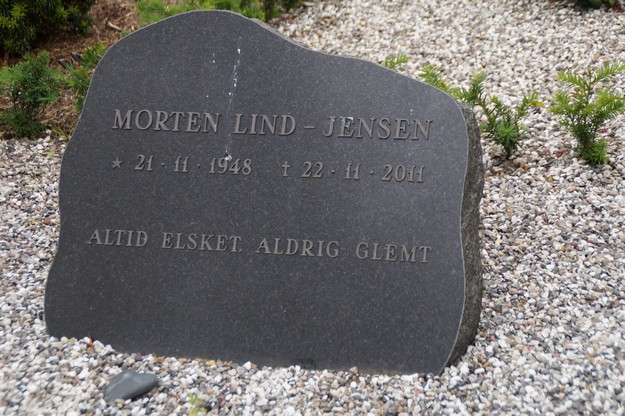 MORTEN LIND-JENSEN
★ 21·11·1948 † 22·11·2011
ALTID ELSKET. ALDRIG GLEMT